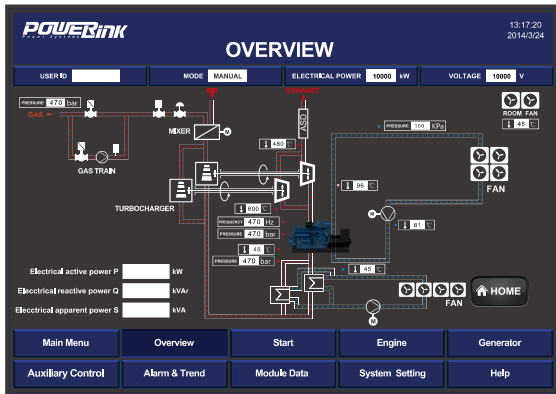 POWERlink
Power Systems
13:17:20
2014/3/24
OVERVIEW
USER ID
MODE MANUAL
ELECTRICAL POWER 10000 kW
VOLTAGE 10000 V
AIR
EXHAUST
PRESSURE 470 bar
GAS
MIXER
M
ASD
ROOM FAN
45 °C
PRESSURE 100 KPa
480 °C
GAS TRAIN
FAN
96 °C
TURBOCHARGER
600 °C
FREQUENCY 470 Hz
PRESSURE 470 bar
M
81 °C
45 °C
PRESSURE 470 bar
45 °C
Electrical active power P kW
Elecctrical reactive power Q kVAr
Elecctrical apparent power S kVA
FAN
HOME
M
Main Menu
Overview
Start
Engine
Generator
Auxiliary Control
Alarm & Trend
Module Data
System Setting
Help